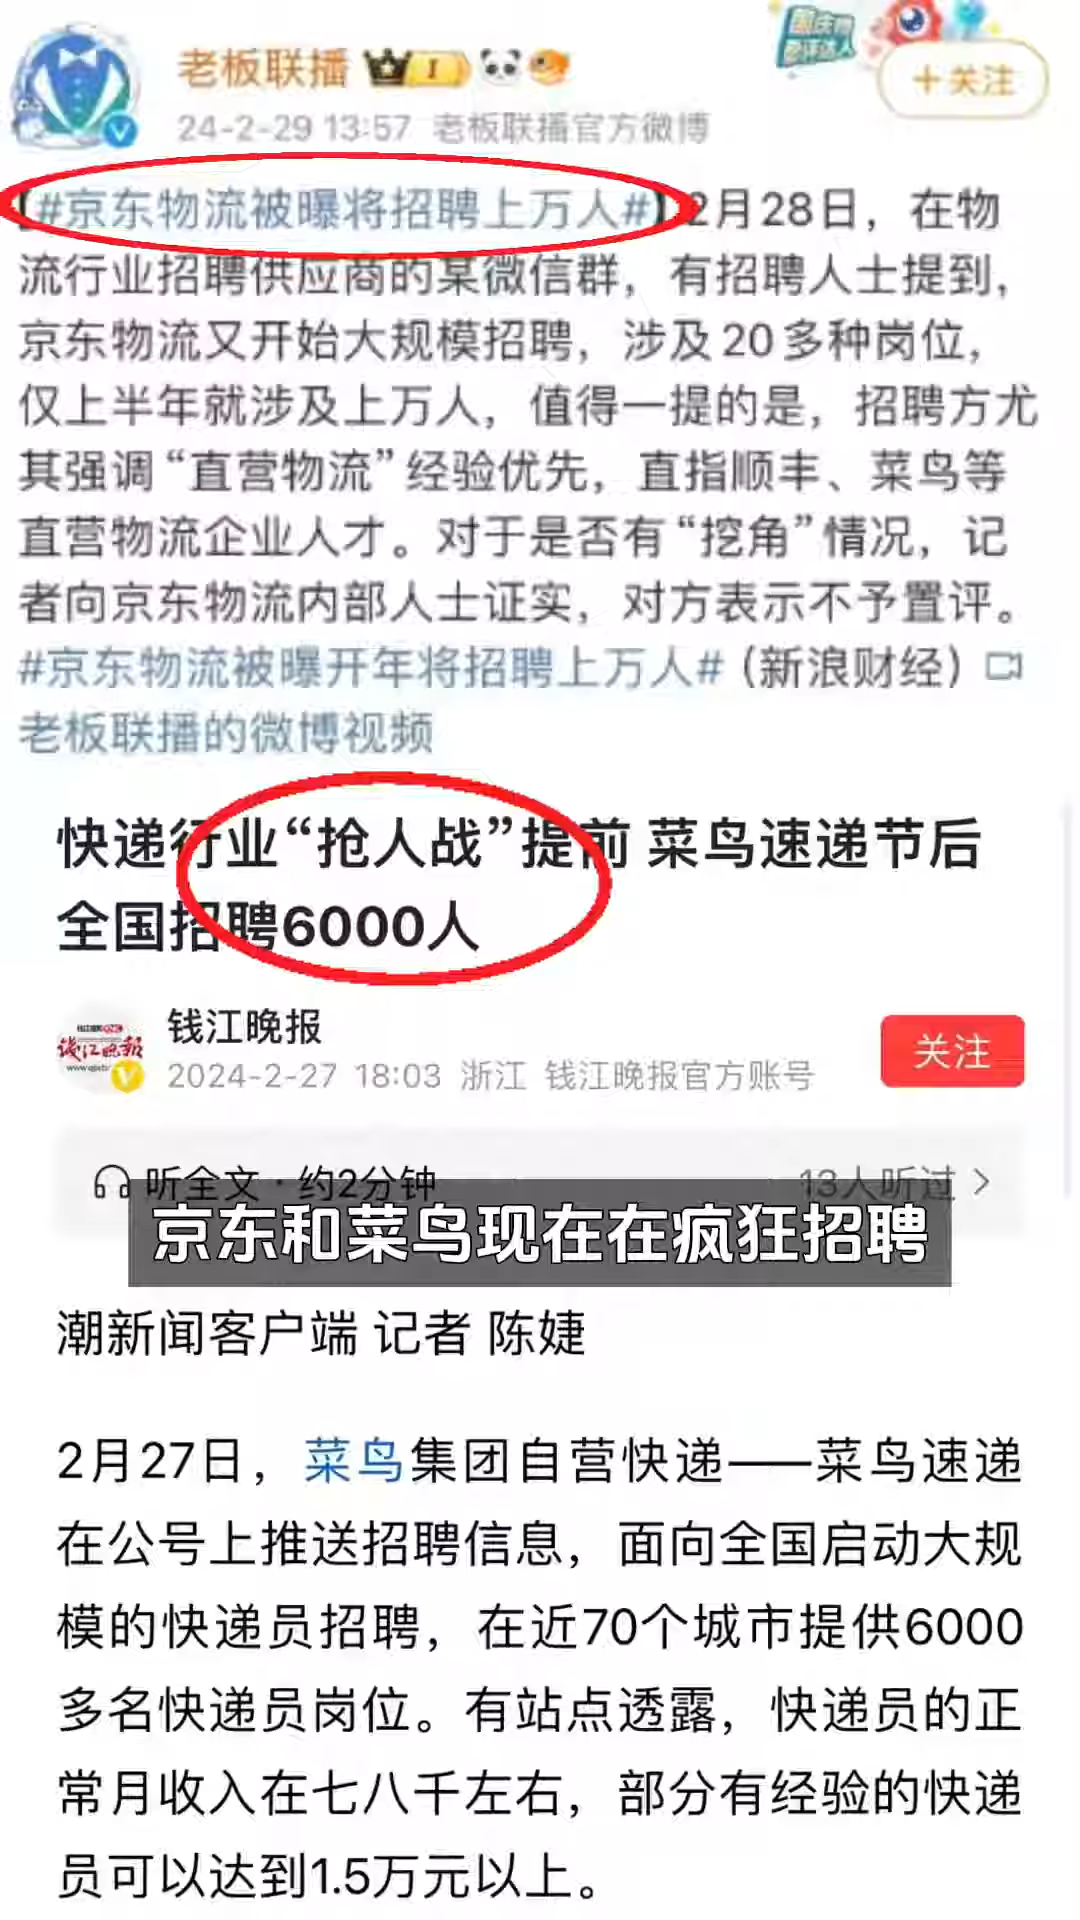 老板联播
I
+关注
24-2-29 13:57 老板联播官方微博
【#京东物流被曝将招聘上万人#】2月28日，在物
流行业招聘供应商的某微信群，有招聘人士提到，
京东物流又开始大规模招聘，涉及20多种岗位，
仅上半年就涉及上万人，值得一提的是，招聘方尤
其强调“直营物流”经验优先，直指顺丰、菜鸟等
直营物流企业人才。对于是否有“挖角”情况，记
者向京东物流内部人士证实，对方表示不予置评。
#京东物流被曝开年将招聘上万人#（新浪财经）
老板联播的微博视频
快递行业“抢人战”提前 菜鸟速递节后
全国招聘6000人
钱江晚报
钱江晚报
2024-2-27 18:03 浙江 钱江晚报官方账号
关注
听全文·约2分钟
13人听过
京东和菜鸟现在在疯狂招聘
潮新闻客户端 记者 陈婕
2月27日，菜鸟集团自营快递——菜鸟速递
在公号上推送招聘信息，面向全国启动大规
模的快递员招聘，在近70个城市提供6000
多名快递员岗位。有站点透露，快递员的正
常月收入在七八千左右，部分有经验的快递
员可以达到1.5万元以上。